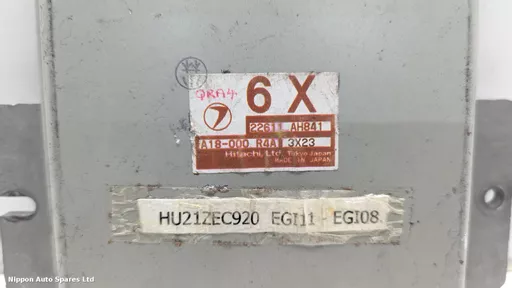 QRA4
6 X
22611 AH841
A18-000 R4A1 3X23
Hitachi, Ltd. Tokyo Japan
MADE IN JAPAN
HU21ZEC920 EGI11 - EGI08
Nippon Auto Spares Ltd